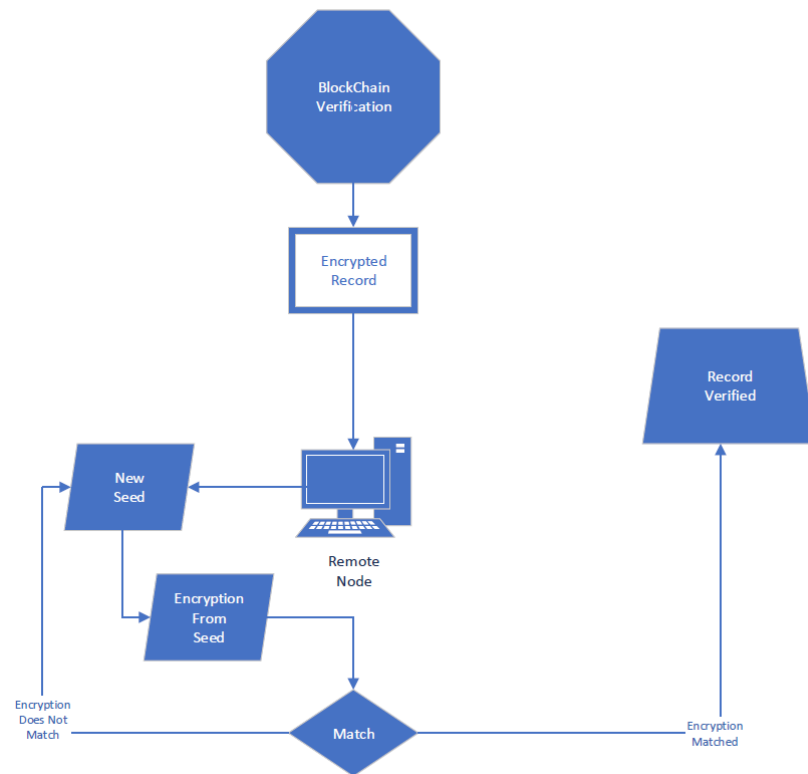 BlockChain
Verification
Encrypted
Record
Record
Verified
New
Seed
Remote
Node
Encryption
From
Seed
Encryption
Does Not
Match
Match
Encryption
Matched